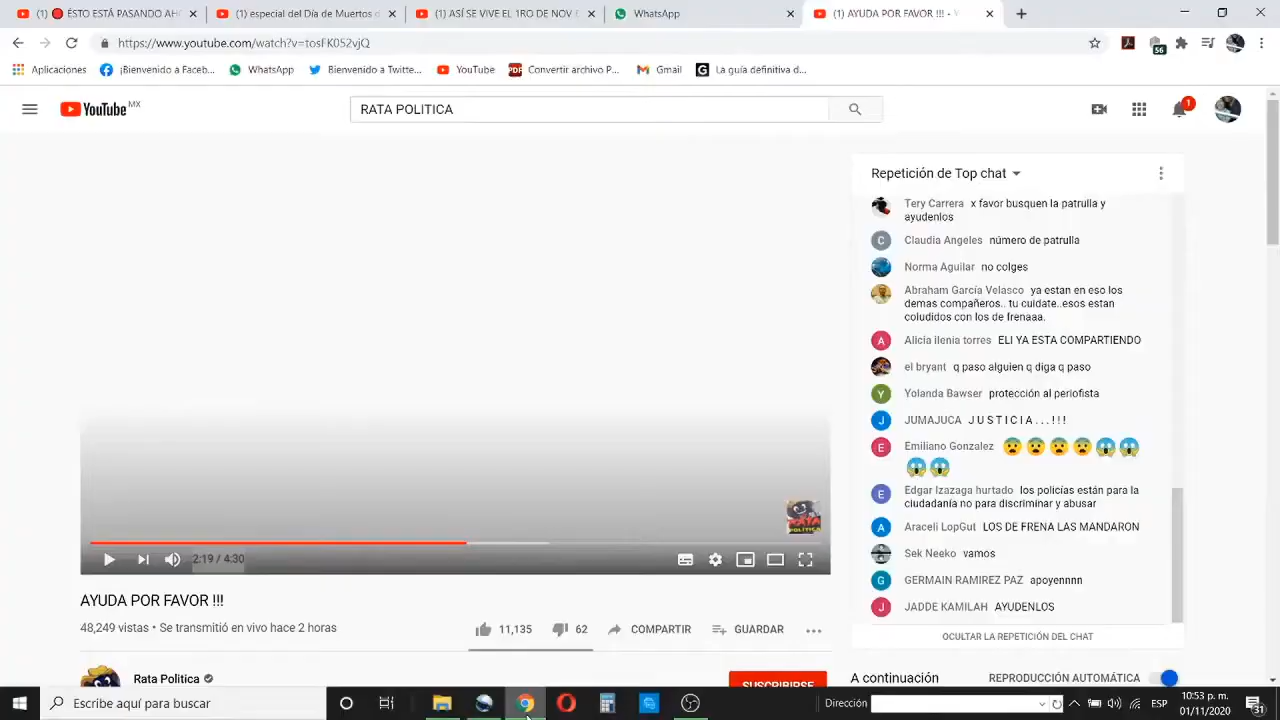 (1) 🔴 ÉSTO ESTÁ PASANDO AH
(1) especial del Día de Muertos d
(1) ¡ASÍ SE VE EL 1RO DE NOV E
WhatsApp
(1) AYUDA POR FAVOR !!! - 
https://www.youtube.com/watch?v=tosFK052vjQ
56
Aplicaciones
¡Bienvenido a Faceb...
WhatsApp
Bienvenido a Twitte...
YouTube
PDF Convertir archivo P...
Gmail
G La guía definitiva d...
YouTube MX
RATA POLITICA
1
Repetición de Top chat
Tery Carrera x favor busquen la patrulla y
ayudenlos
C Claudia Angeles número de patrulla
Norma Aguilar no colges
Abraham García Velasco ya estan en eso los
demas compañeros.. tu cuidate..esos estan
coludidos con los de frenaaa.
A Alicia ilenia torres ELI YA ESTA COMPARTIENDO
el bryant q paso alguien q diga q paso
Y Yolanda Bawser protección al periofista
J JUMAJUCA J U S T I C I A . . . ! ! !
E Emiliano Gonzalez 😨😨😨😨😱😱
😱😱
E Edgar Izazaga hurtado los policías están para la
ciudadanía no para discriminar y abusar
A Araceli LopGut LOS DE FRENA LAS MANDARON
Sek Neeko vamos
G GERMAIN RAMIREZ PAZ apoyennnn
J JADDE KAMILAH AYUDENLOS
OCULTAR LA REPETICIÓN DEL CHAT
RATA
POLITICA
2:19 / 4:30
AYUDA POR FAVOR !!!
48,249 vistas • Se transmitió en vivo hace 2 horas
11,135
62
COMPARTIR
GUARDAR
Rata Politica
SUSCRIBIRSE
A continuación
REPRODUCCIÓN AUTOMÁTICA
Escribe aquí para buscar
Dirección
ESP
10:53 p. m.
01/11/2020
31